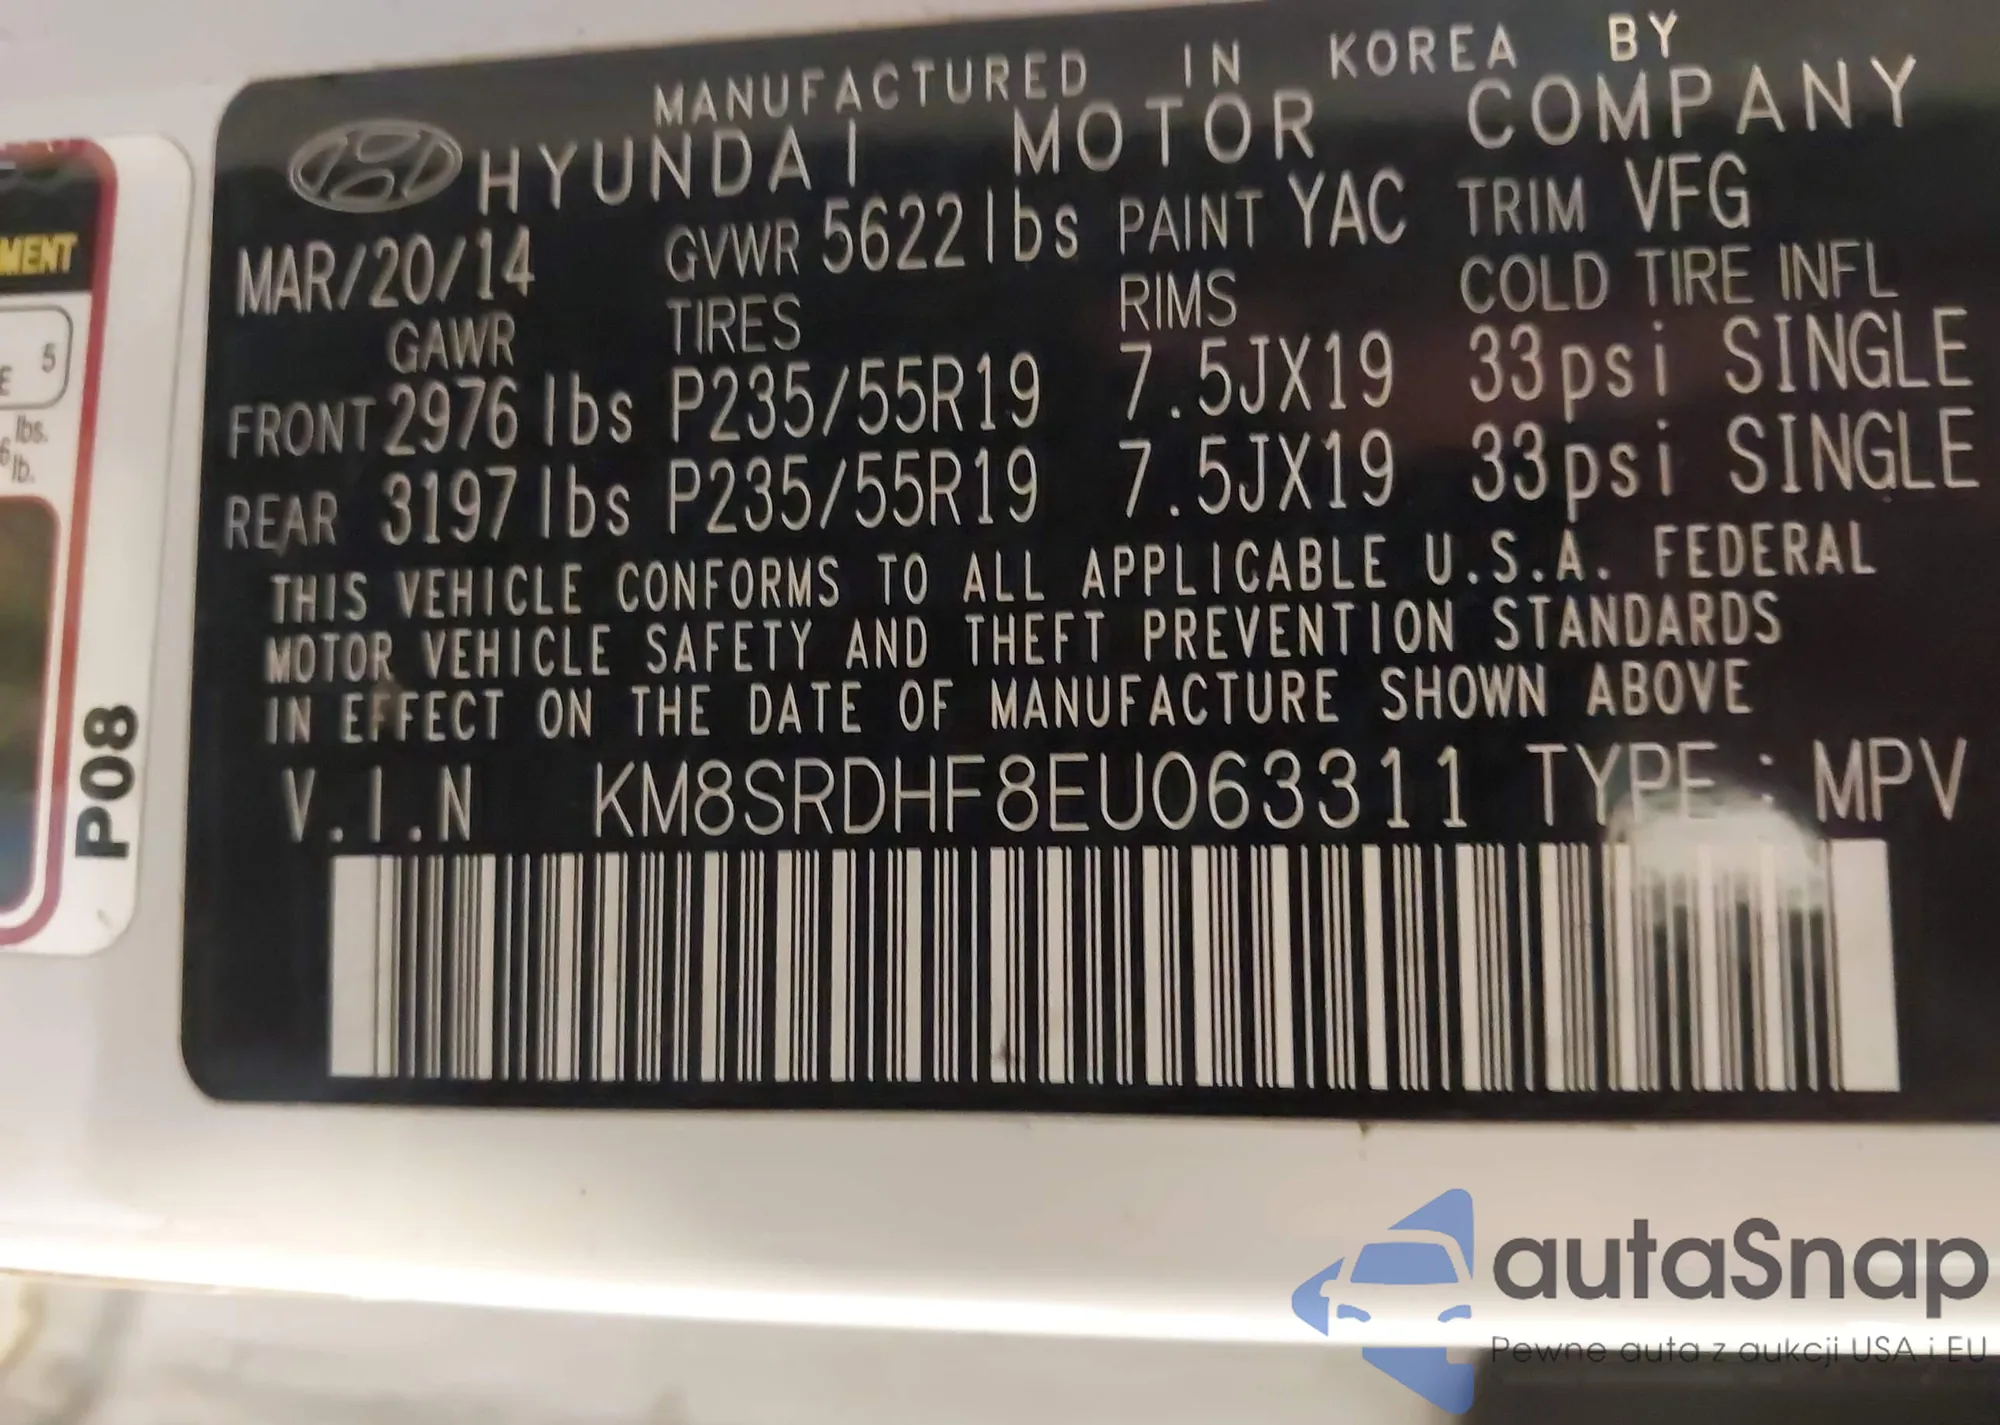 MANUFACTURED IN KOREA BY
HYUNDAI MOTOR COMPANY
MAR/20/14 GVWR 5622lbs PAINT YAC TRIM VFG
GAWR TIRES RIMS COLD TIRE INFL
FRONT 2976 lbs P235/55R19 7.5JX19 33psi SINGLE
REAR 3197 lbs P235/55R19 7.5JX19 33psi SINGLE
THIS VEHICLE CONFORMS TO ALL APPLICABLE U.S.A. FEDERAL
MOTOR VEHICLE SAFETY AND THEFT PREVENTION STANDARDS
IN EFFECT ON THE DATE OF MANUFACTURE SHOWN ABOVE
V.I.N KM8SRDHF8EU063311 TYPE : MPV
5
lbs.
lb.
P08
autaSnap
Pewne auta z aukcji USA i EU